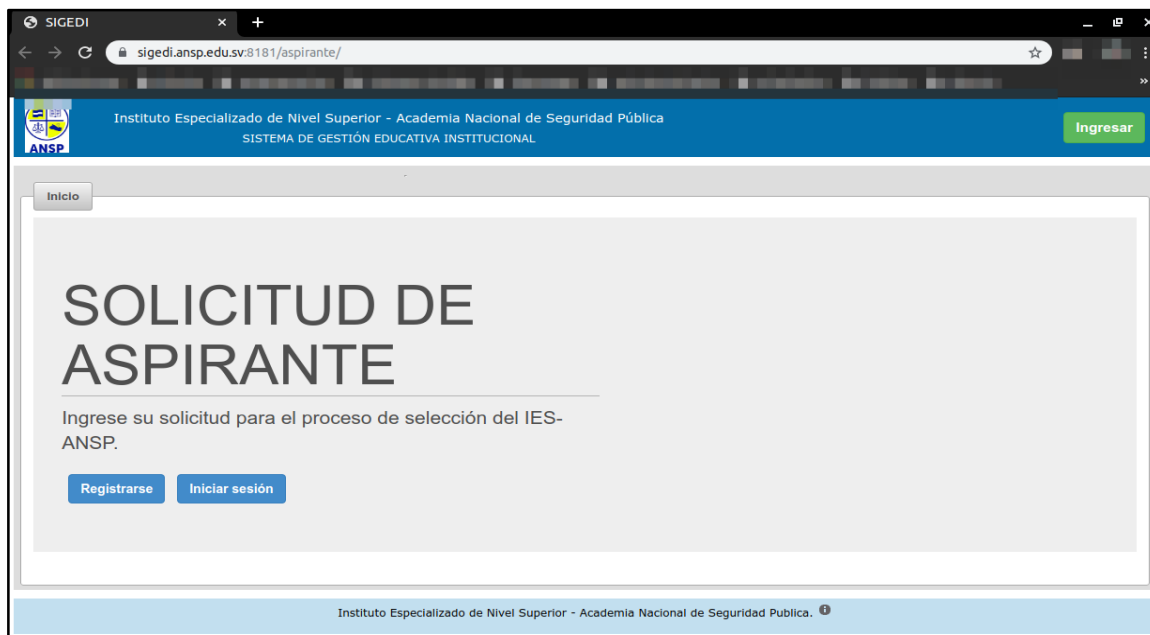 SIGEDI
sigedi.ansp.edu.sv:8181/aspirante/
Instituto Especializado de Nivel Superior - Academia Nacional de Seguridad Pública
SISTEMA DE GESTIÓN EDUCATIVA INSTITUCIONAL
ANSP
Ingresar
Inicio
SOLICITUD DE
ASPIRANTE
Ingrese su solicitud para el proceso de selección del IES-
ANSP.
Registrarse
Iniciar sesión
Instituto Especializado de Nivel Superior - Academia Nacional de Seguridad Publica.